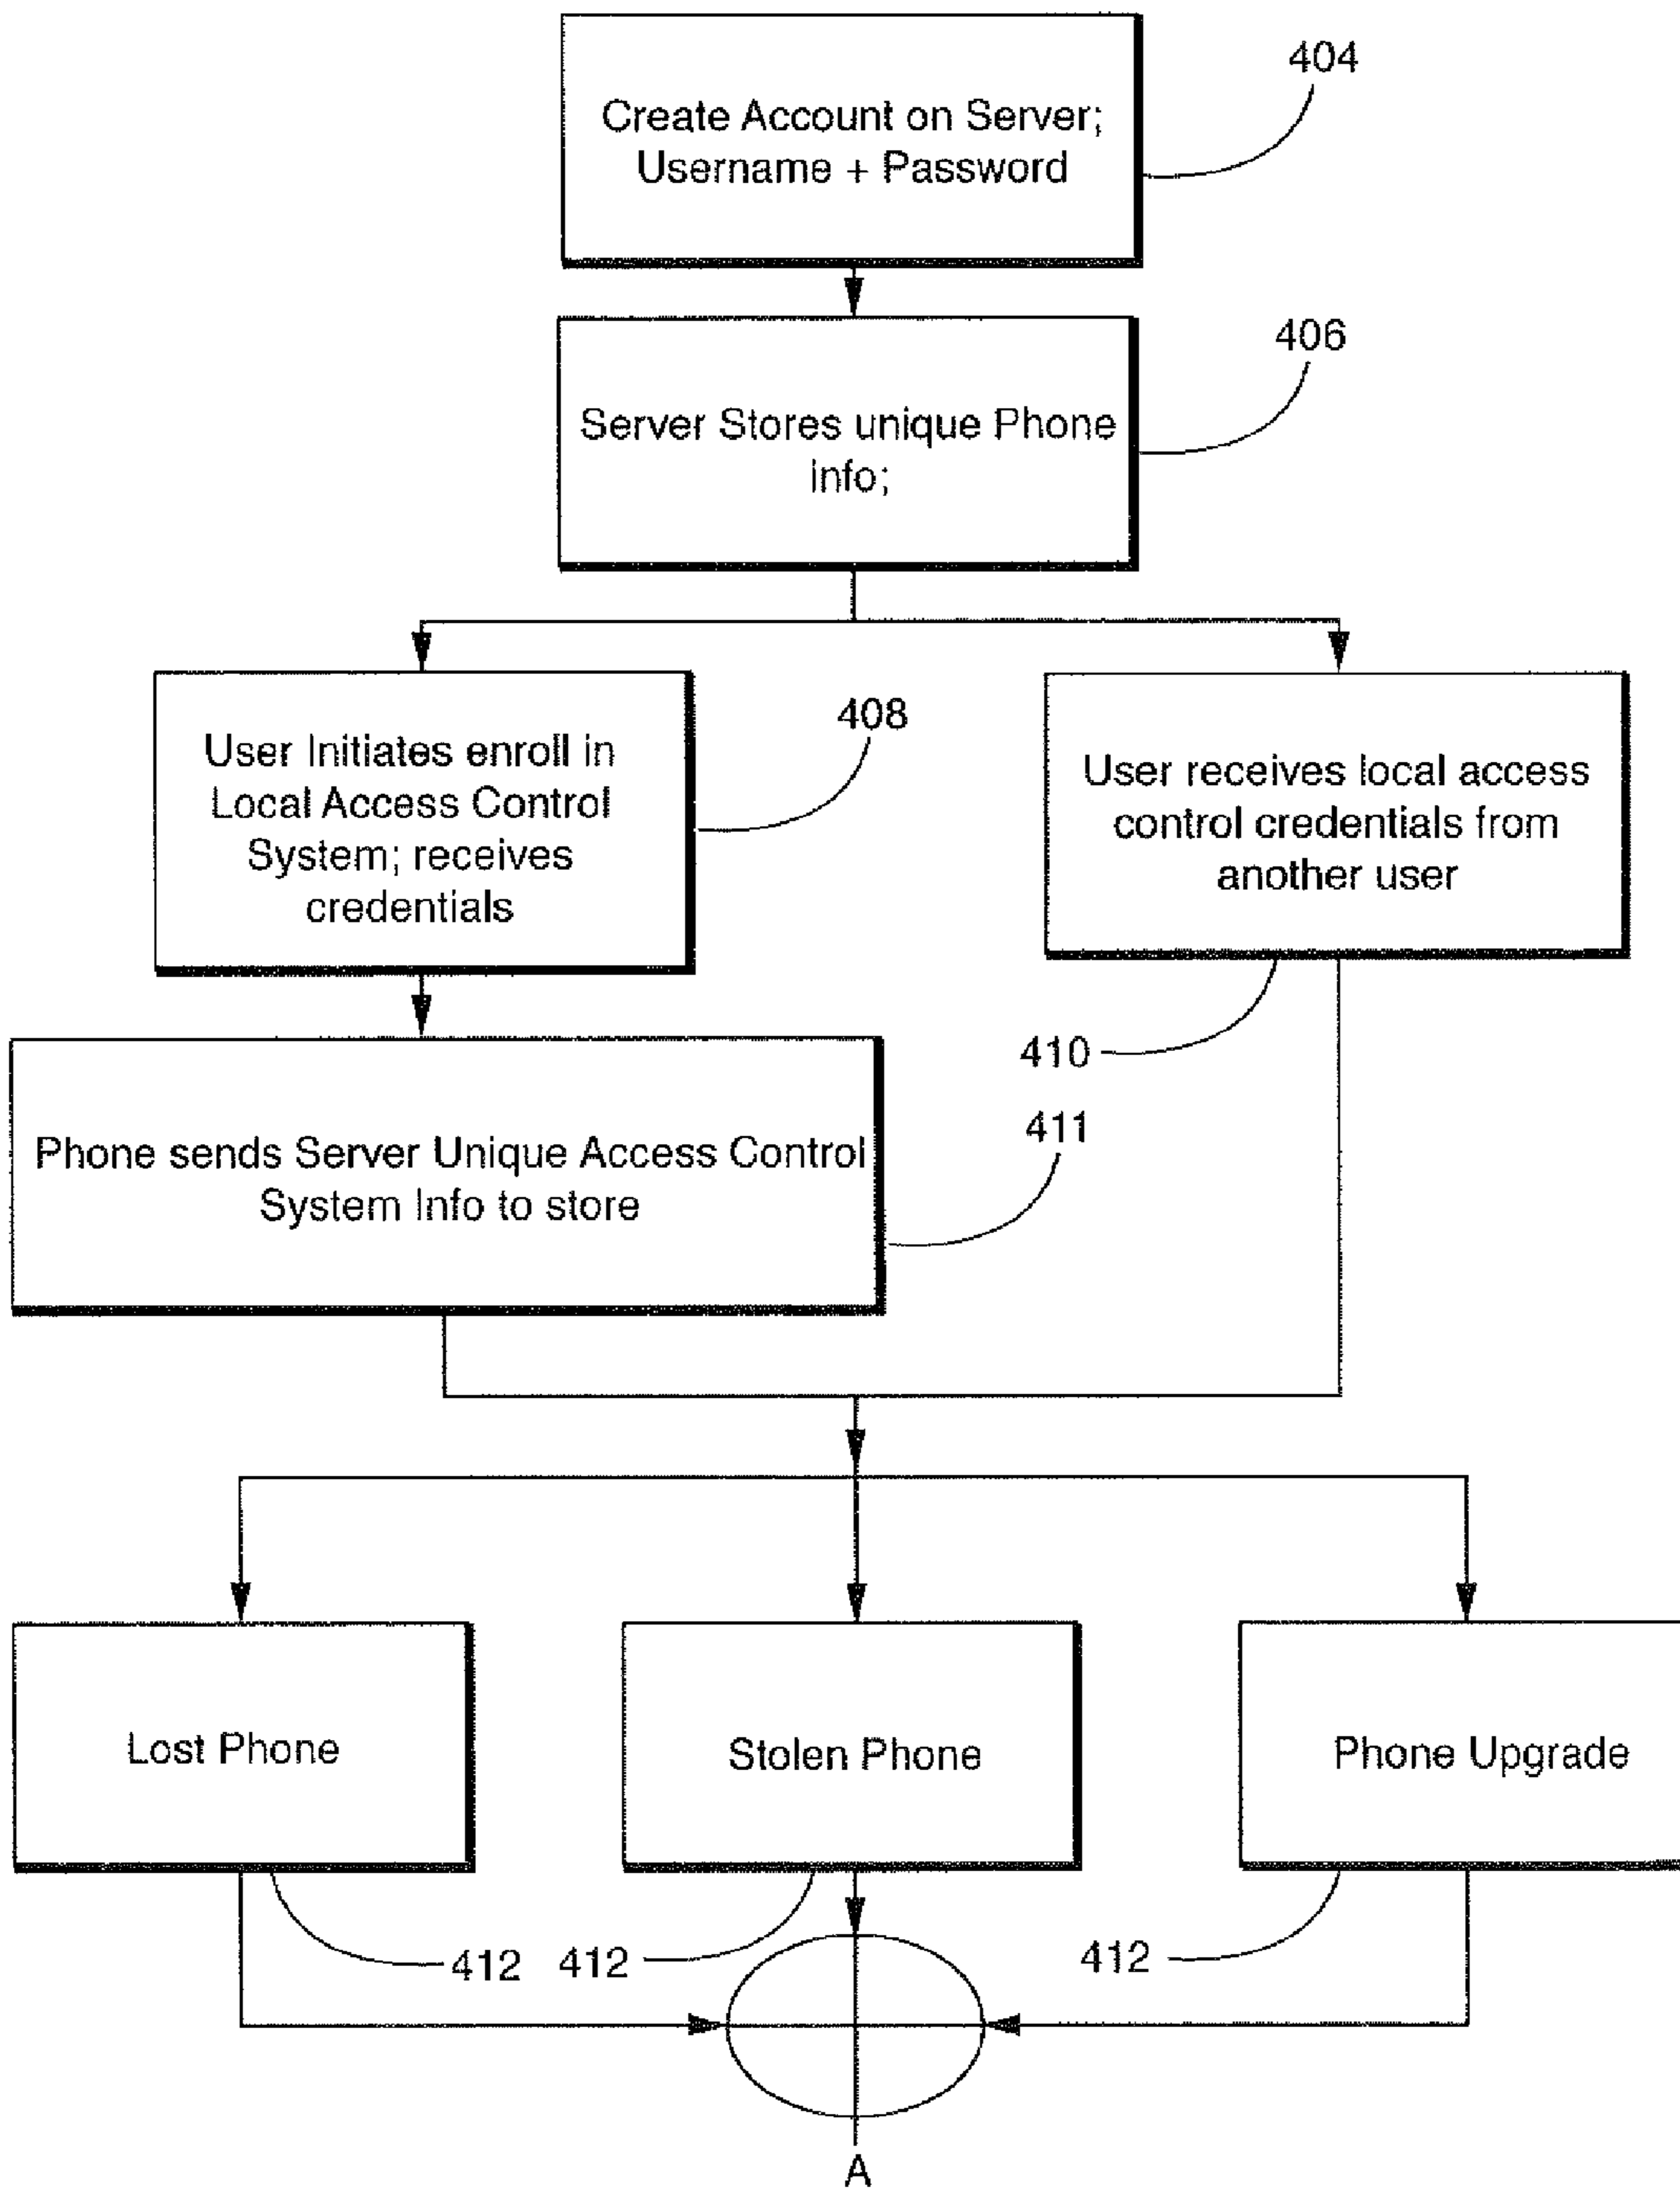 404
Create Account on Server;
Username + Password
406
Server Stores unique Phone
info;
408
User Initiates enroll in
Local Access Control
System; receives
credentials
User receives local access
control credentials from
another user
410
411
Phone sends Server Unique Access Control
System Info to store
Lost Phone
Stolen Phone
Phone Upgrade
412
412
412
A